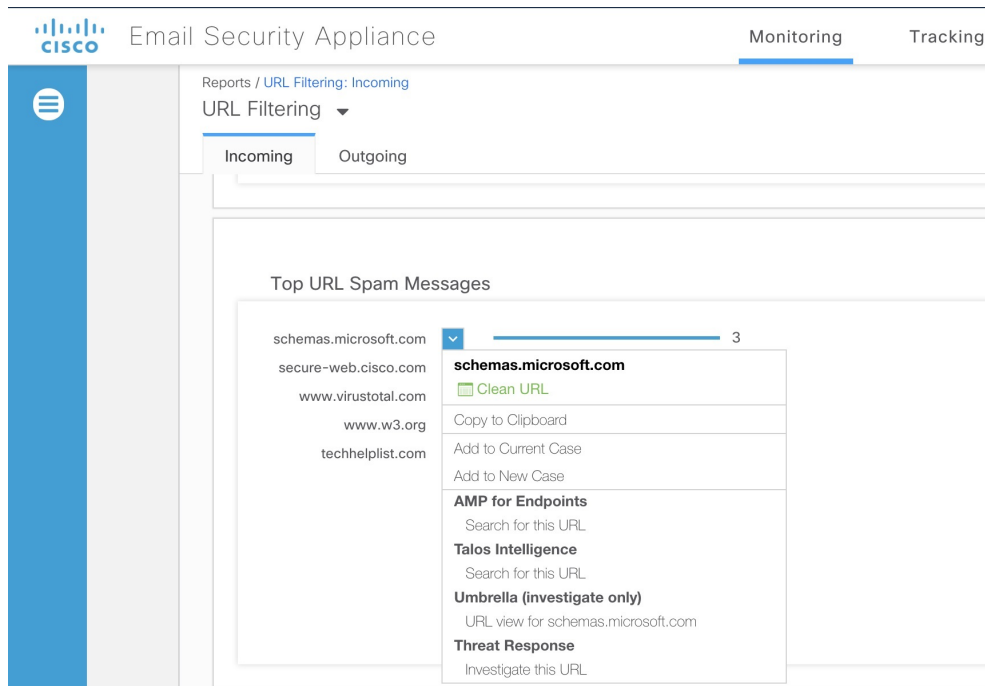 CISCO Email Security Appliance Monitoring Tracking
Reports / URL Filtering: Incoming
URL Filtering
Incoming Outgoing
Top URL Spam Messages
schemas.microsoft.com 3
secure-web.cisco.com
www.virustotal.com
www.w3.org
techhelplist.com
schemas.microsoft.com
Clean URL
Copy to Clipboard
Add to Current Case
Add to New Case
AMP for Endpoints
Search for this URL
Talos Intelligence
Search for this URL
Umbrella (investigate only)
URL view for schemas.microsoft.com
Threat Response
Investigate this URL